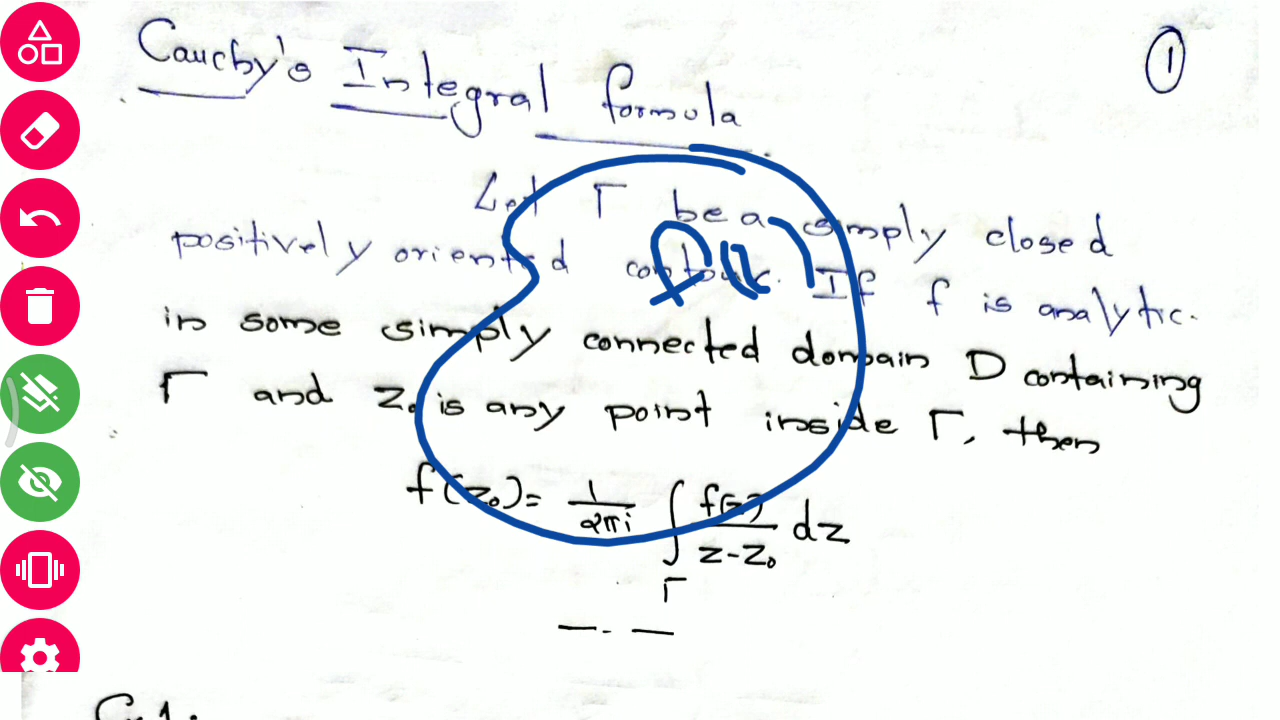 Cauchy's Integral formula
①
Let Γ be a simply closed
positively oriented contour. If f is analytic.
in some simply connected domain D containing
Γ and z₀ is any point inside Γ, then
f(z₀) = 1/2πi ∫_Γ f(z)/z-z₀ dz